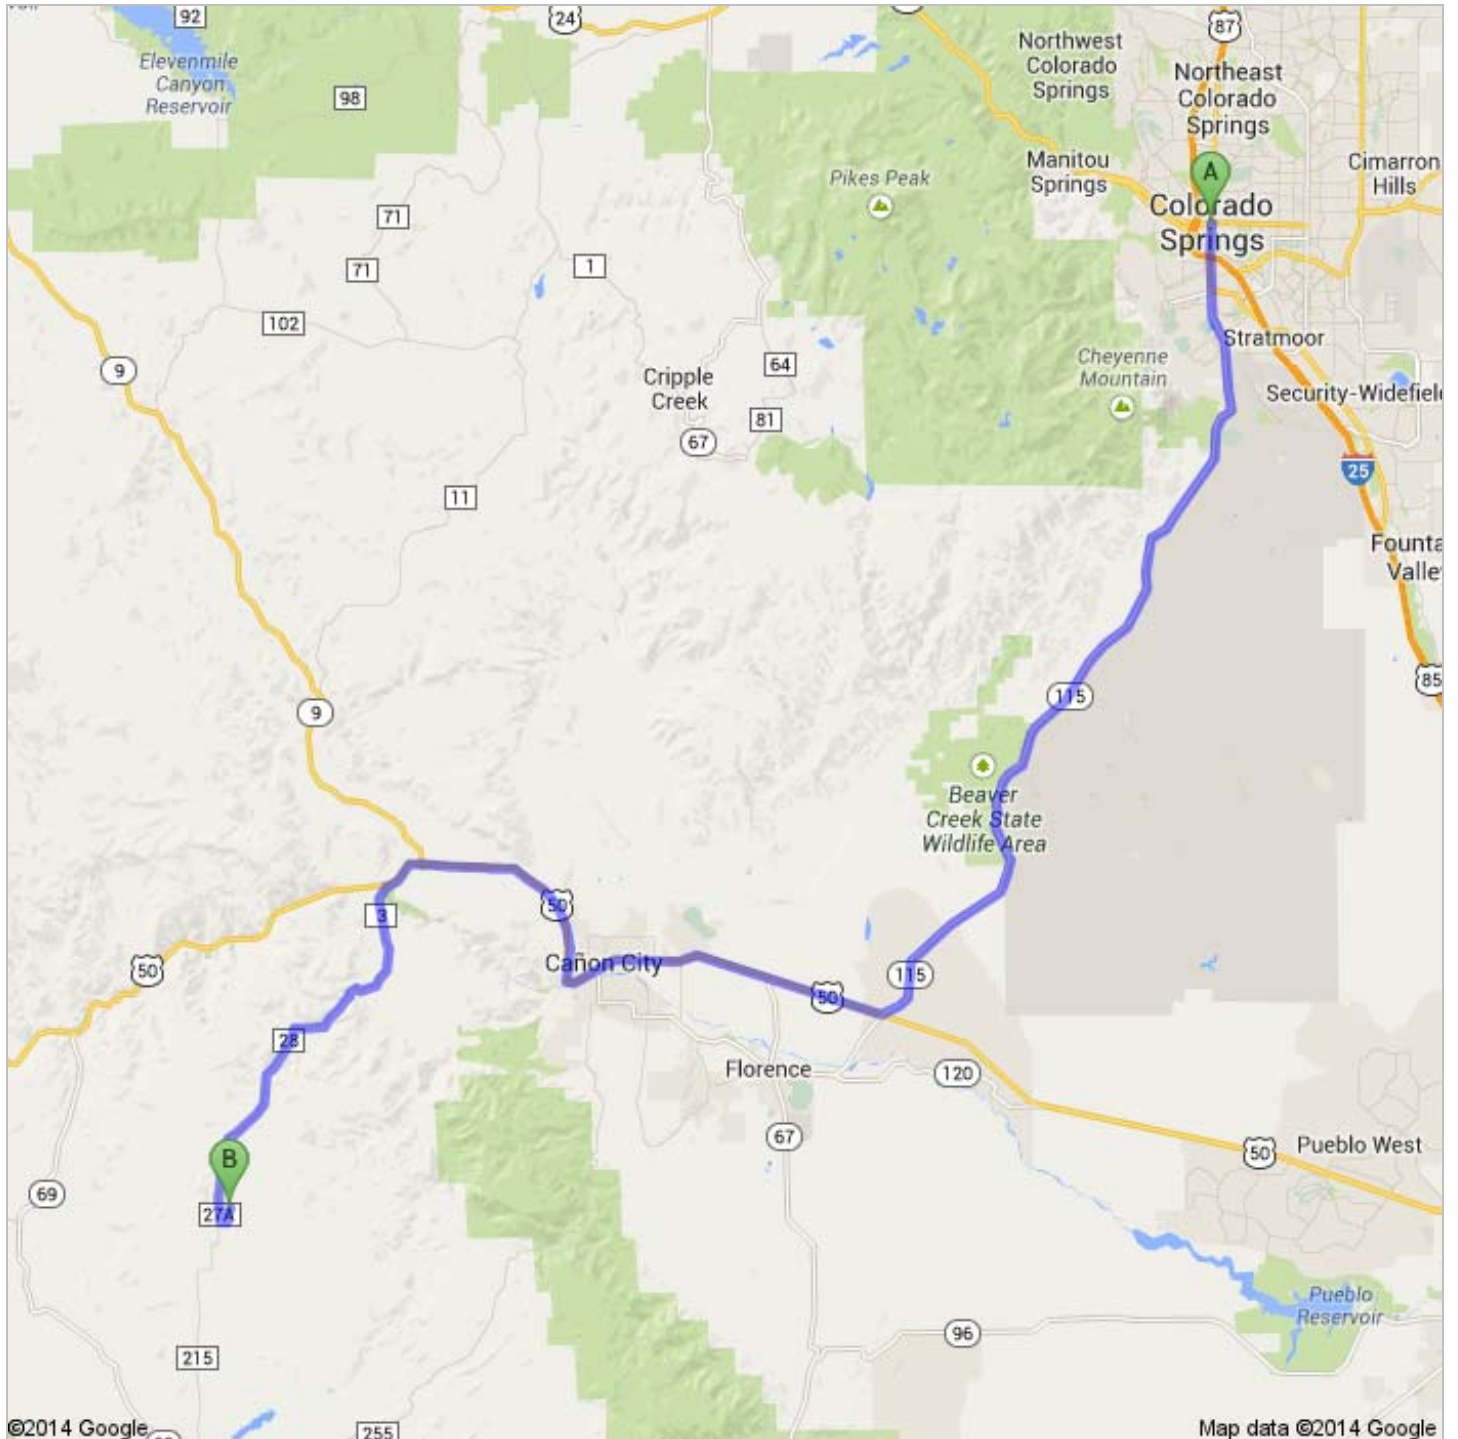 92
24
87
Elevenmile
Canyon
Reservoir
98
Northwest
Colorado
Springs
Northeast
Colorado
Springs
Pikes Peak
Manitou
Springs
A
Cimarron
Hills
Colorado
Springs
71
71
1
102
9
Stratmoor
Cheyenne
Mountain
64
Cripple
Creek
81
67
Security-Widefiel
25
11
Founta
Valle
85
115
9
Beaver
Creek State
Wildlife Area
3
50
50
Cañon City
115
50
28
Florence
120
67
50
Pueblo West
B
69
27A
Pueblo
Reservoir
96
215
255
©2014 Google
Map data ©2014 Google